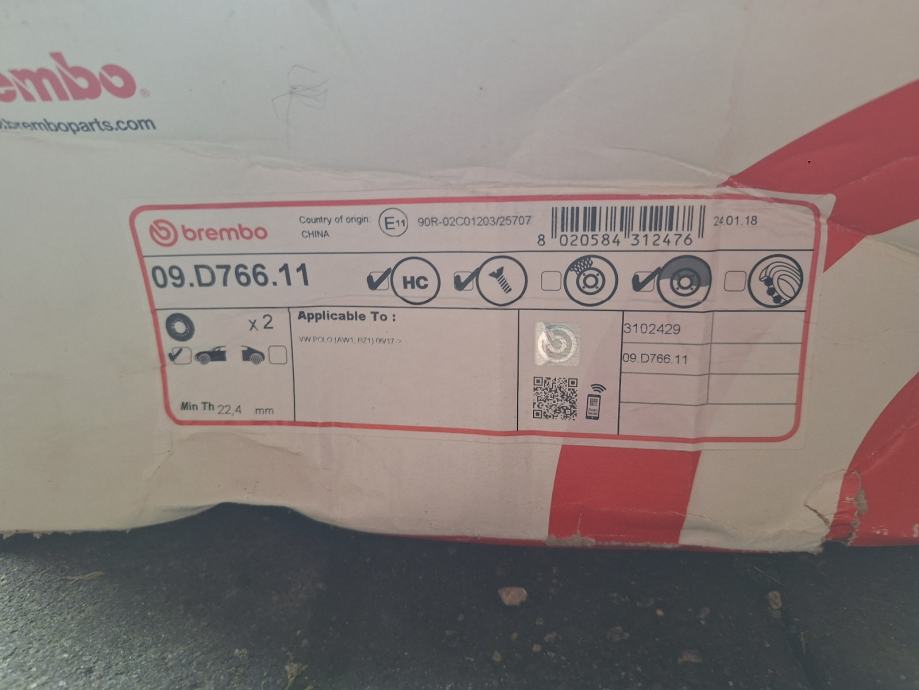 embo
bremboparts.com
brembo
Country of origin:
CHINA
E11
90R-02C01203/25707
8 020584 312476
24.01.18
09.D766.11
HC
x 2
Applicable To :
VW POLO (AW1, BZ1) 06/17->
3102429
09.D766.11
Min Th 22,4 mm